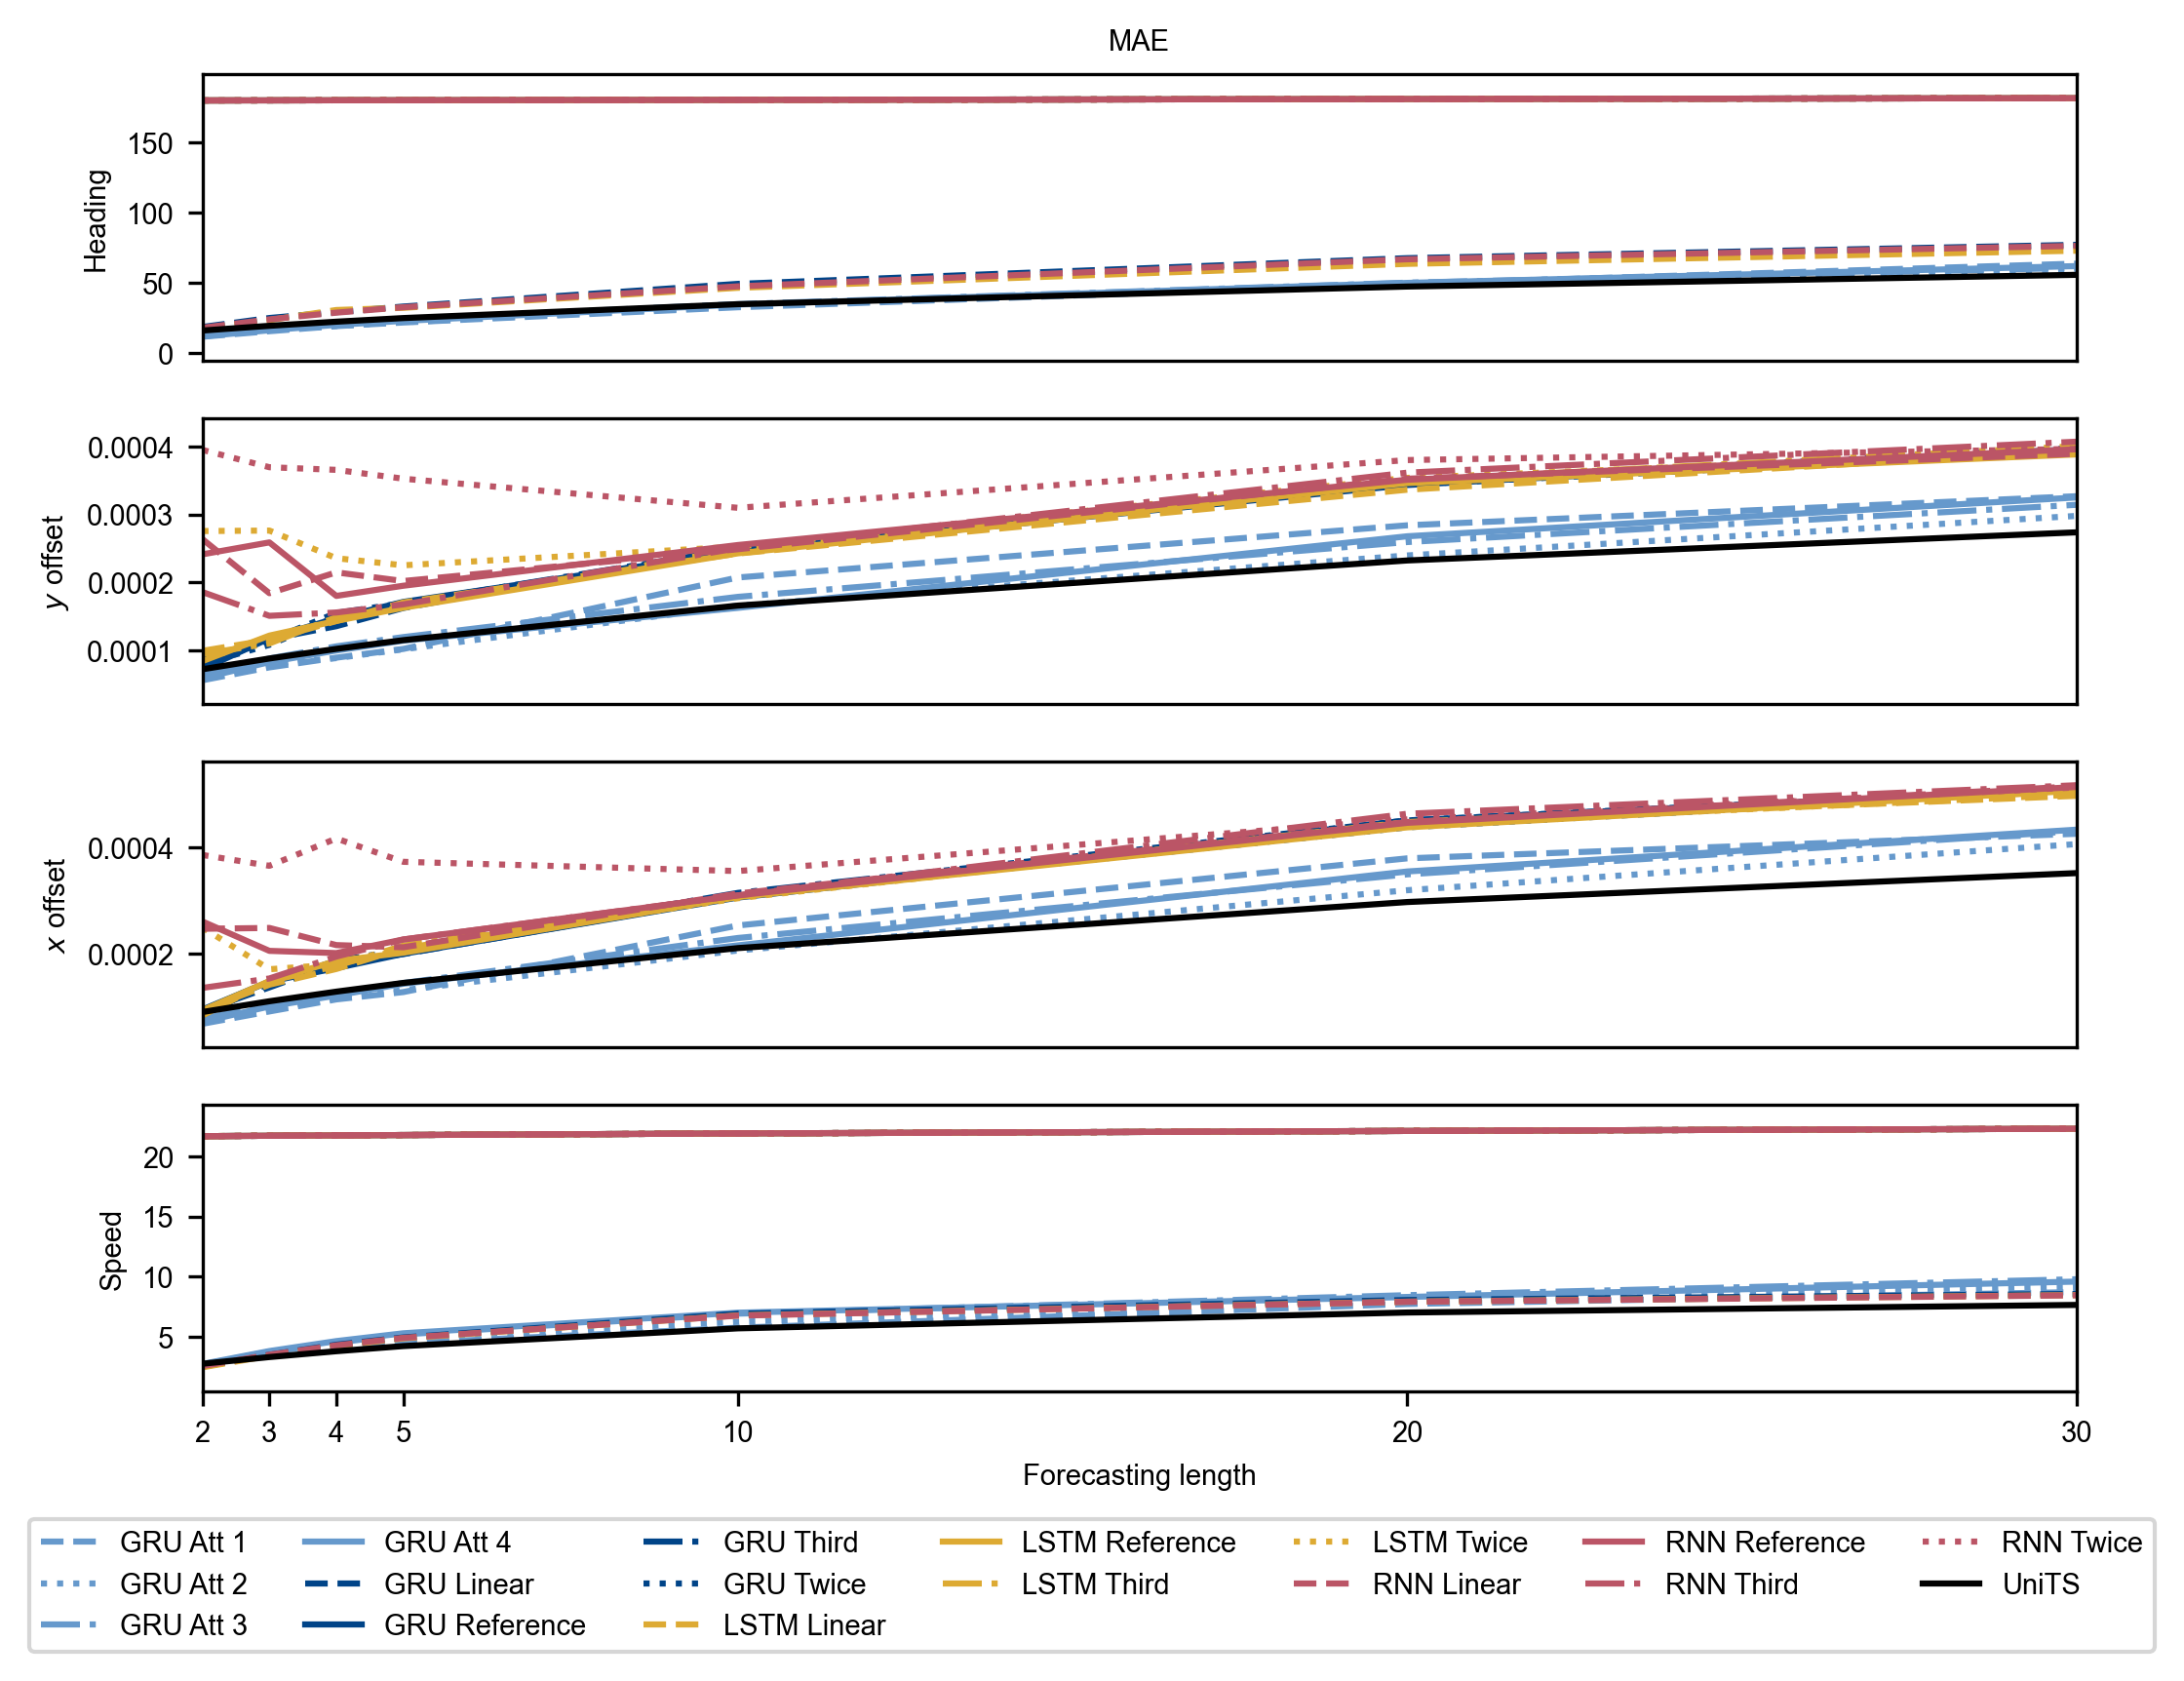 MAE
Heading
150
100
50
0
y offset
0.0004
0.0003
0.0002
0.0001
x offset
0.0004
0.0002
Speed
20
15
10
5
2 3 4 5 10 20 30
Forecasting length
GRU Att 1 GRU Att 4 GRU Third LSTM Reference LSTM Twice RNN Reference RNN Twice
GRU Att 2 GRU Linear GRU Twice LSTM Third RNN Linear RNN Third UniTS
GRU Att 3 GRU Reference LSTM Linear